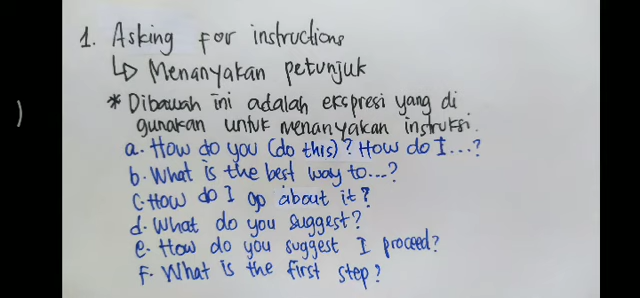 1. Asking for instructions
↳ Menanyakan petunjuk
* Dibawah ini adalah ekspresi yang di
gunakan untuk menanyakan instruksi.
a. How do you (do this)? How do I...?
b. What is the best way to...?
c. How do I go about it?
d. What do you suggest?
e. How do you suggest I proceed?
f. What is the first step?